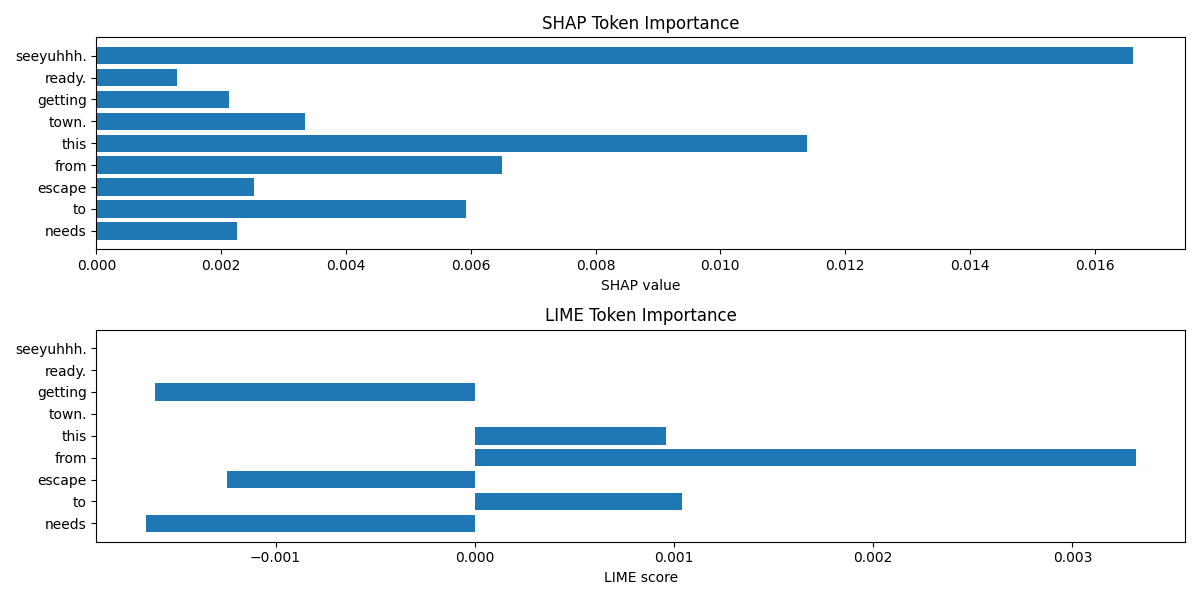 SHAP Token Importance
seeyuhhh.
ready.
getting
town.
this
from
escape
to
needs
0.000 0.002 0.004 0.006 0.008 0.010 0.012 0.014 0.016
SHAP value
LIME Token Importance
seeyuhhh.
ready.
getting
town.
this
from
escape
to
needs
−0.001 0.000 0.001 0.002 0.003
LIME score